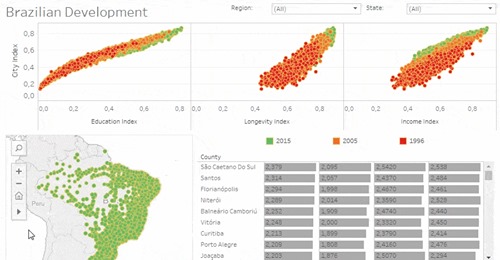 Brazilian Development
Region:
(All)
State:
(All)
City Index
0,8
0,6
0,4
0,2
0,0
0,0 0,2 0,4 0,6 0,8
Education Index
0,2 0,4 0,6 0,8
Longevity Index
0,2 0,4 0,6 0,8
Income Index
2015
2005
1996
County
São Caetano Do Sul 2,379 2,095 2,5420 2,538
Santos 2,314 2,057 2,4370 2,484
Florianópolis 2,294 1,998 2,4670 2,461
Niterói 2,289 2,014 2,3590 2,528
Balneário Camboriú 2,252 1,909 2,4740 2,440
Vitória 2,248 2,000 2,3320 2,450
Curitiba 2,213 1,899 2,3790 2,414
Porto Alegre 2,205 1,808 2,4160 2,476
Joaçaba 2,203 1,876 2,5070 2,294
Peru